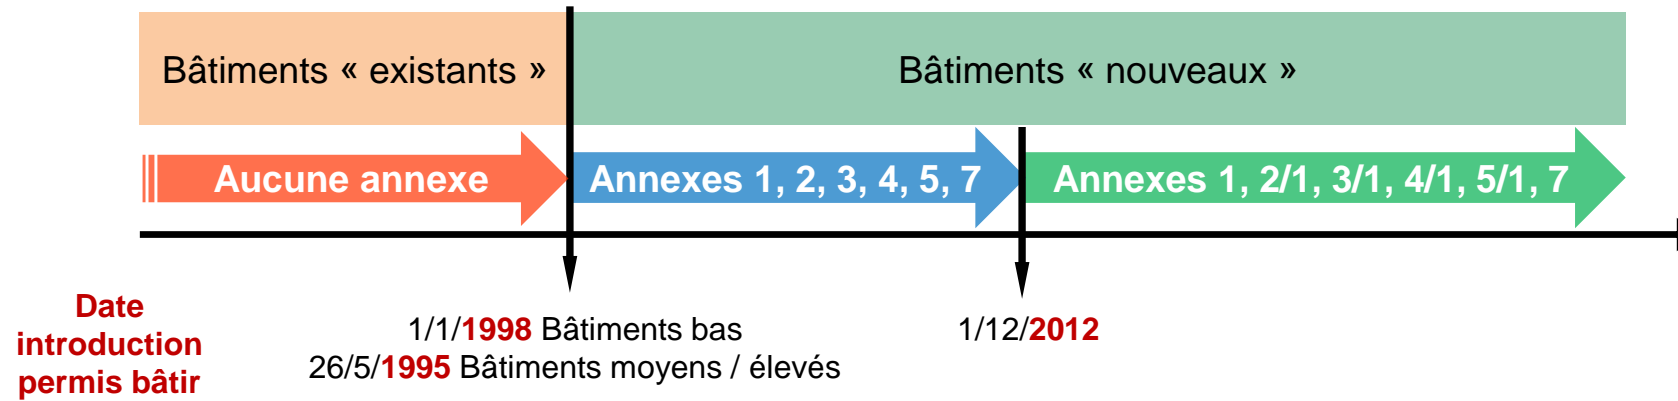 Bâtiments « existants »
Bâtiments « nouveaux »
Aucune annexe
Annexes 1, 2, 3, 4, 5, 7
Annexes 1, 2/1, 3/1, 4/1, 5/1, 7
Date
introduction
permis bâtir
1/1/1998 Bâtiments bas
26/5/1995 Bâtiments moyens / élevés
1/12/2012